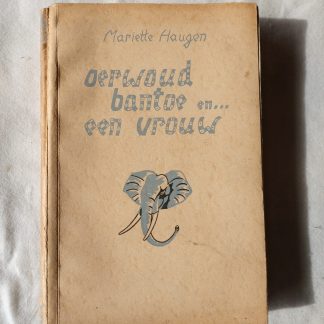 Mariette Haugen
oerwoud
bantoe en...
een vrouw